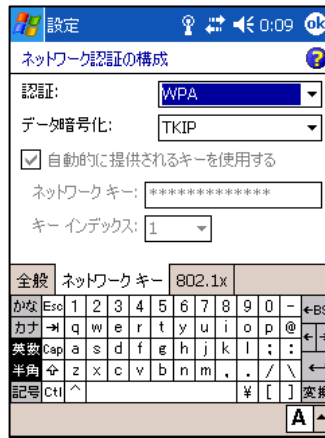 設定 0:09 ok
ネットワーク認証の構成 ?
認証: WPA
データ暗号化: TKIP
自動的に提供されるキーを使用する
ネットワーク キー: *************
キー インデックス: 1
全般 ネットワーク キー 802.1x
かな Esc 1 2 3 4 5 6 7 8 9 0 - ←BS
カナ →| q w e r t y u i o p @
英数 Cap a s d f g h j k l ; :
半角 z x c v b n m , . / \
記号 Ctl ^ ¥ [ ] 変換
A